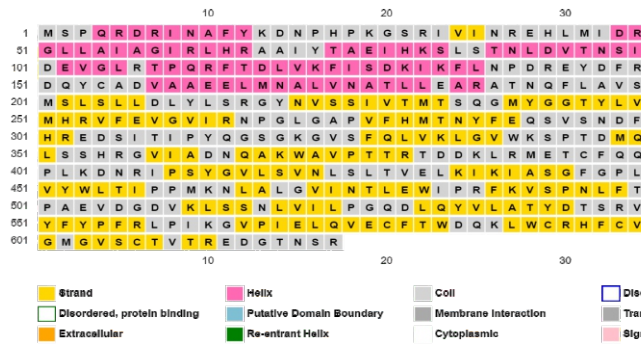 10 20 30
1 M S P Q R D R I N A F Y K D N P H P K G S R I V I N R E H L M I D R
51 G L L A I A G I R L H R A A I Y T A E I H K S L S T N L D V T N S I
101 D E V G L R T P Q R F T D L V K F I S D K I K F L N P D R E Y D F R
151 D Q Y C A D V A A E E L M N A L V N A T L L E A R A T N Q F L A V S
201 M S L S L L D L Y L S R G Y N V S S I V T M T S Q G M Y G G T Y L V
251 M H R V F E V G V I R N P G L G A P V F H M T N Y F E Q S V S N D F
301 H R E D S I T I P Y Q G S G K G V S F Q L V K L G V W K S P T D M Q
351 L S S H R G V I A D N Q A K W A V P T T R T D D K L R M E T C F Q Q
401 P L K D N R I P S Y G V L S V N L S L T V E L K I K I A S G F G P L
451 V Y W L T I P P M K N L A L G V I N T L E W I P R F K V S P N L F T
501 P A E V D G D V K L S S N L V I L P G Q D L Q Y V L A T Y D T S R V
551 Y F Y P F R L P I K G V P I E L Q V E C F T W D Q K L W C R H F C V
601 G M G V S C T V T R E D G T N S R
10 20 30
Strand Helix Coil
Disordered, protein binding Putative Domain Boundary Membrane Interaction
Extracellular Re-entrant Helix Cytoplasmic